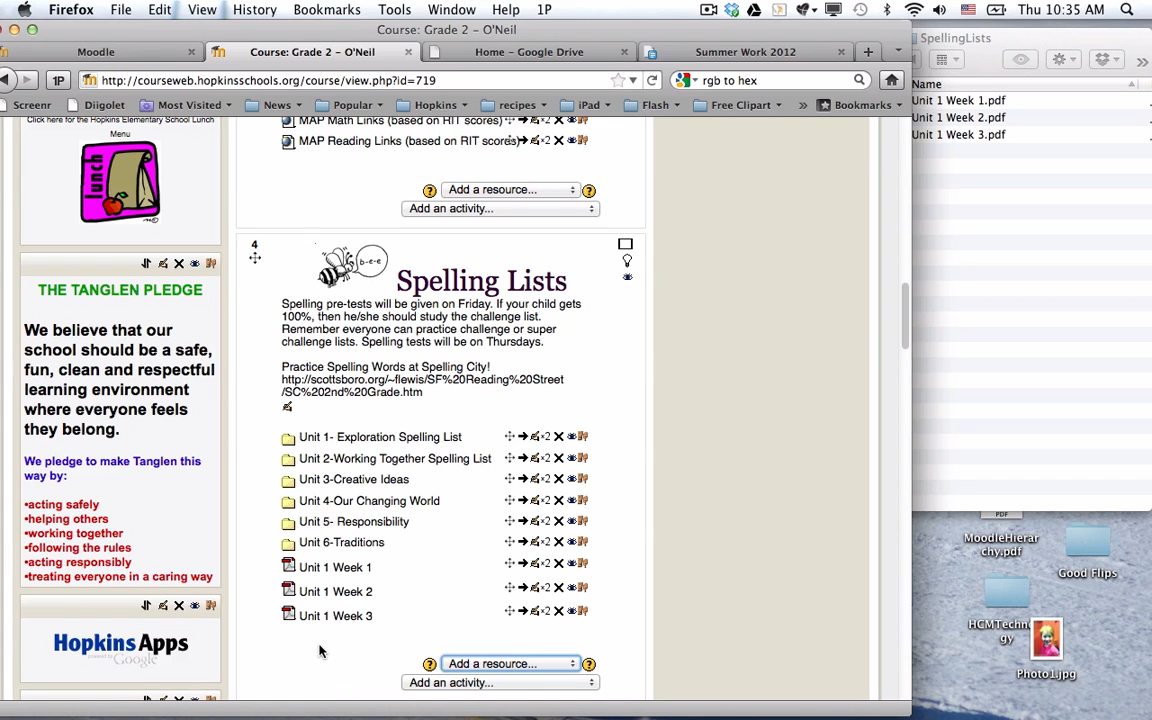 Firefox File Edit View History Bookmarks Tools Window Help 1P Thu 10:35 AM
Course: Grade 2 – O'Neil
Moodle
Course: Grade 2 – O'Neil
Home – Google Drive
Summer Work 2012
1P
http://courseweb.hopkinsschools.org/course/view.php?id=719
rgb to hex
Screenr Diigolet Most Visited News Popular Hopkins recipes iPad Flash Free Clipart Bookmarks
Click here for the Hopkins Elementary School Lunch
Menu
lunch
THE TANGLEN PLEDGE
We believe that our
school should be a safe,
fun, clean and respectful
learning environment
where everyone feels
they belong.
We pledge to make Tanglen this
way by:
•acting safely
•helping others
•working together
•following the rules
•acting responsibly
•treating everyone in a caring way
Hopkins Apps
Google
MAP Math Links (based on RIT scores)
MAP Reading Links (based on RIT scores)
Add a resource...
Add an activity...
4
b-e-e
Spelling Lists
Spelling pre-tests will be given on Friday. If your child gets
100%, then he/she should study the challenge list.
Remember everyone can practice challenge or super
challenge lists. Spelling tests will be on Thursdays.
Practice Spelling Words at Spelling City!
http://scottsboro.org/~flewis/SF%20Reading%20Street
/SC%202nd%20Grade.htm
Unit 1- Exploration Spelling List
Unit 2-Working Together Spelling List
Unit 3-Creative Ideas
Unit 4-Our Changing World
Unit 5- Responsibility
Unit 6-Traditions
Unit 1 Week 1
Unit 1 Week 2
Unit 1 Week 3
Add a resource...
Add an activity...
SpellingLists
Name
Unit 1 Week 1.pdf
Unit 1 Week 2.pdf
Unit 1 Week 3.pdf
PDF
MoodleHierar
chy.pdf
Good Flips
HCMTechno
gy
Photo1.jpg